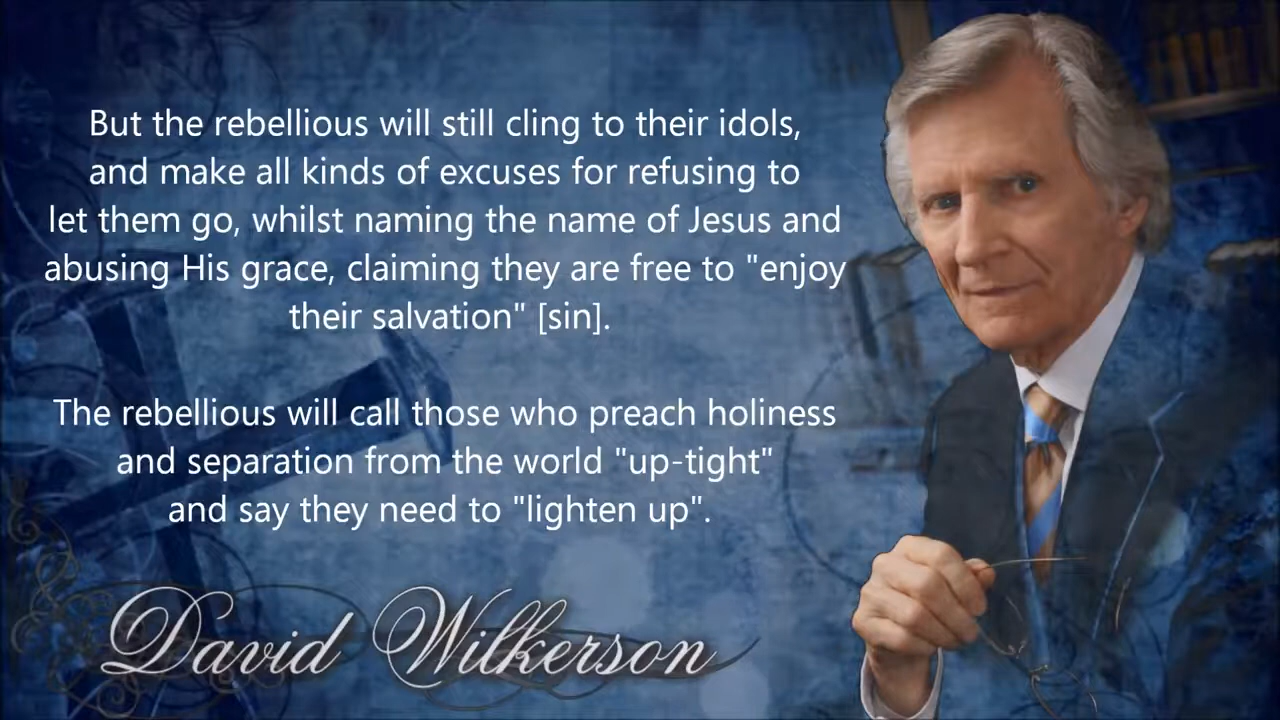 But the rebellious will still cling to their idols,
and make all kinds of excuses for refusing to
let them go, whilst naming the name of Jesus and
abusing His grace, claiming they are free to "enjoy
their salvation" [sin].
The rebellious will call those who preach holiness
and separation from the world "up-tight"
and say they need to "lighten up".
David Wilkerson